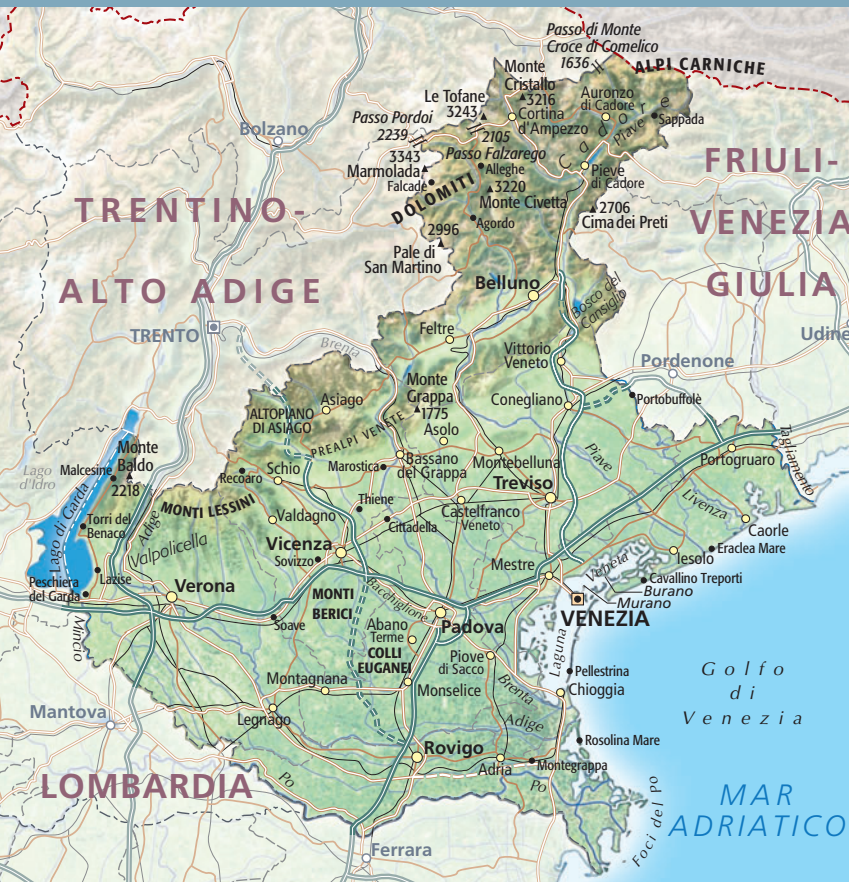 Passo di Monte
Croce di Comelico
1636
ALPI CARNICHE
Monte
Cristallo
3216
Le Tofane
3243
Auronzo
di Cadore
Passo Pordoi
2239
Cortina
d'Ampezzo
Cadore
Piave
Sappada
Bolzano
2105
Passo Falzarego
3343
Marmolada
Falcade
Alleghe
3220
Monte Civetta
Pieve
di Cadore
FRIULI-
VENEZIA
GIULIA
DOLOMITI
Agordo
2706
Cima dei Preti
TRENTINO-
ALTO ADIGE
2996
Pale di
San Martino
Belluno
Bosco del
Cansiglio
TRENTO
Brenta
Feltre
Udine
Vittorio
Veneto
Pordenone
Monte
Grappa
1775
Conegliano
Portobuffolè
Asiago
ALTOPIANO
DI ASIAGO
PREALPI VENETE
Asolo
Tagliamento
Monte
Baldo
2218
Malcesine
Lago
d'Idro
Recoaro
Schio
Marostica
Bassano
del Grappa
Montebelluna
Piave
Portogruaro
Lago di Garda
MONTI LESSINI
Thiene
Treviso
Livenza
Torri del
Benaco
Adige
Valdagno
Cittadella
Castelfranco
Veneto
Caorle
Valpolicella
Vicenza
Sovizzo
Eraclea Mare
Iesolo
Mestre
Veneta
Cavallino Treporti
Burano
Murano
Peschiera
del Garda
Lazise
Verona
MONTI
BERICI
Bacchiglione
VENEZIA
Mincio
Soave
Abano
Terme
Padova
COLLI
EUGANEI
Piove
di Sacco
Laguna
Golfo
di
Venezia
Pellestrina
Montagnana
Monselice
Brenta
Chioggia
Mantova
Legnago
Adige
Rovigo
Rosolina Mare
LOMBARDIA
Po
Adria
Montegrappa
Po
Foci del Po
MAR
ADRIATICO
Ferrara